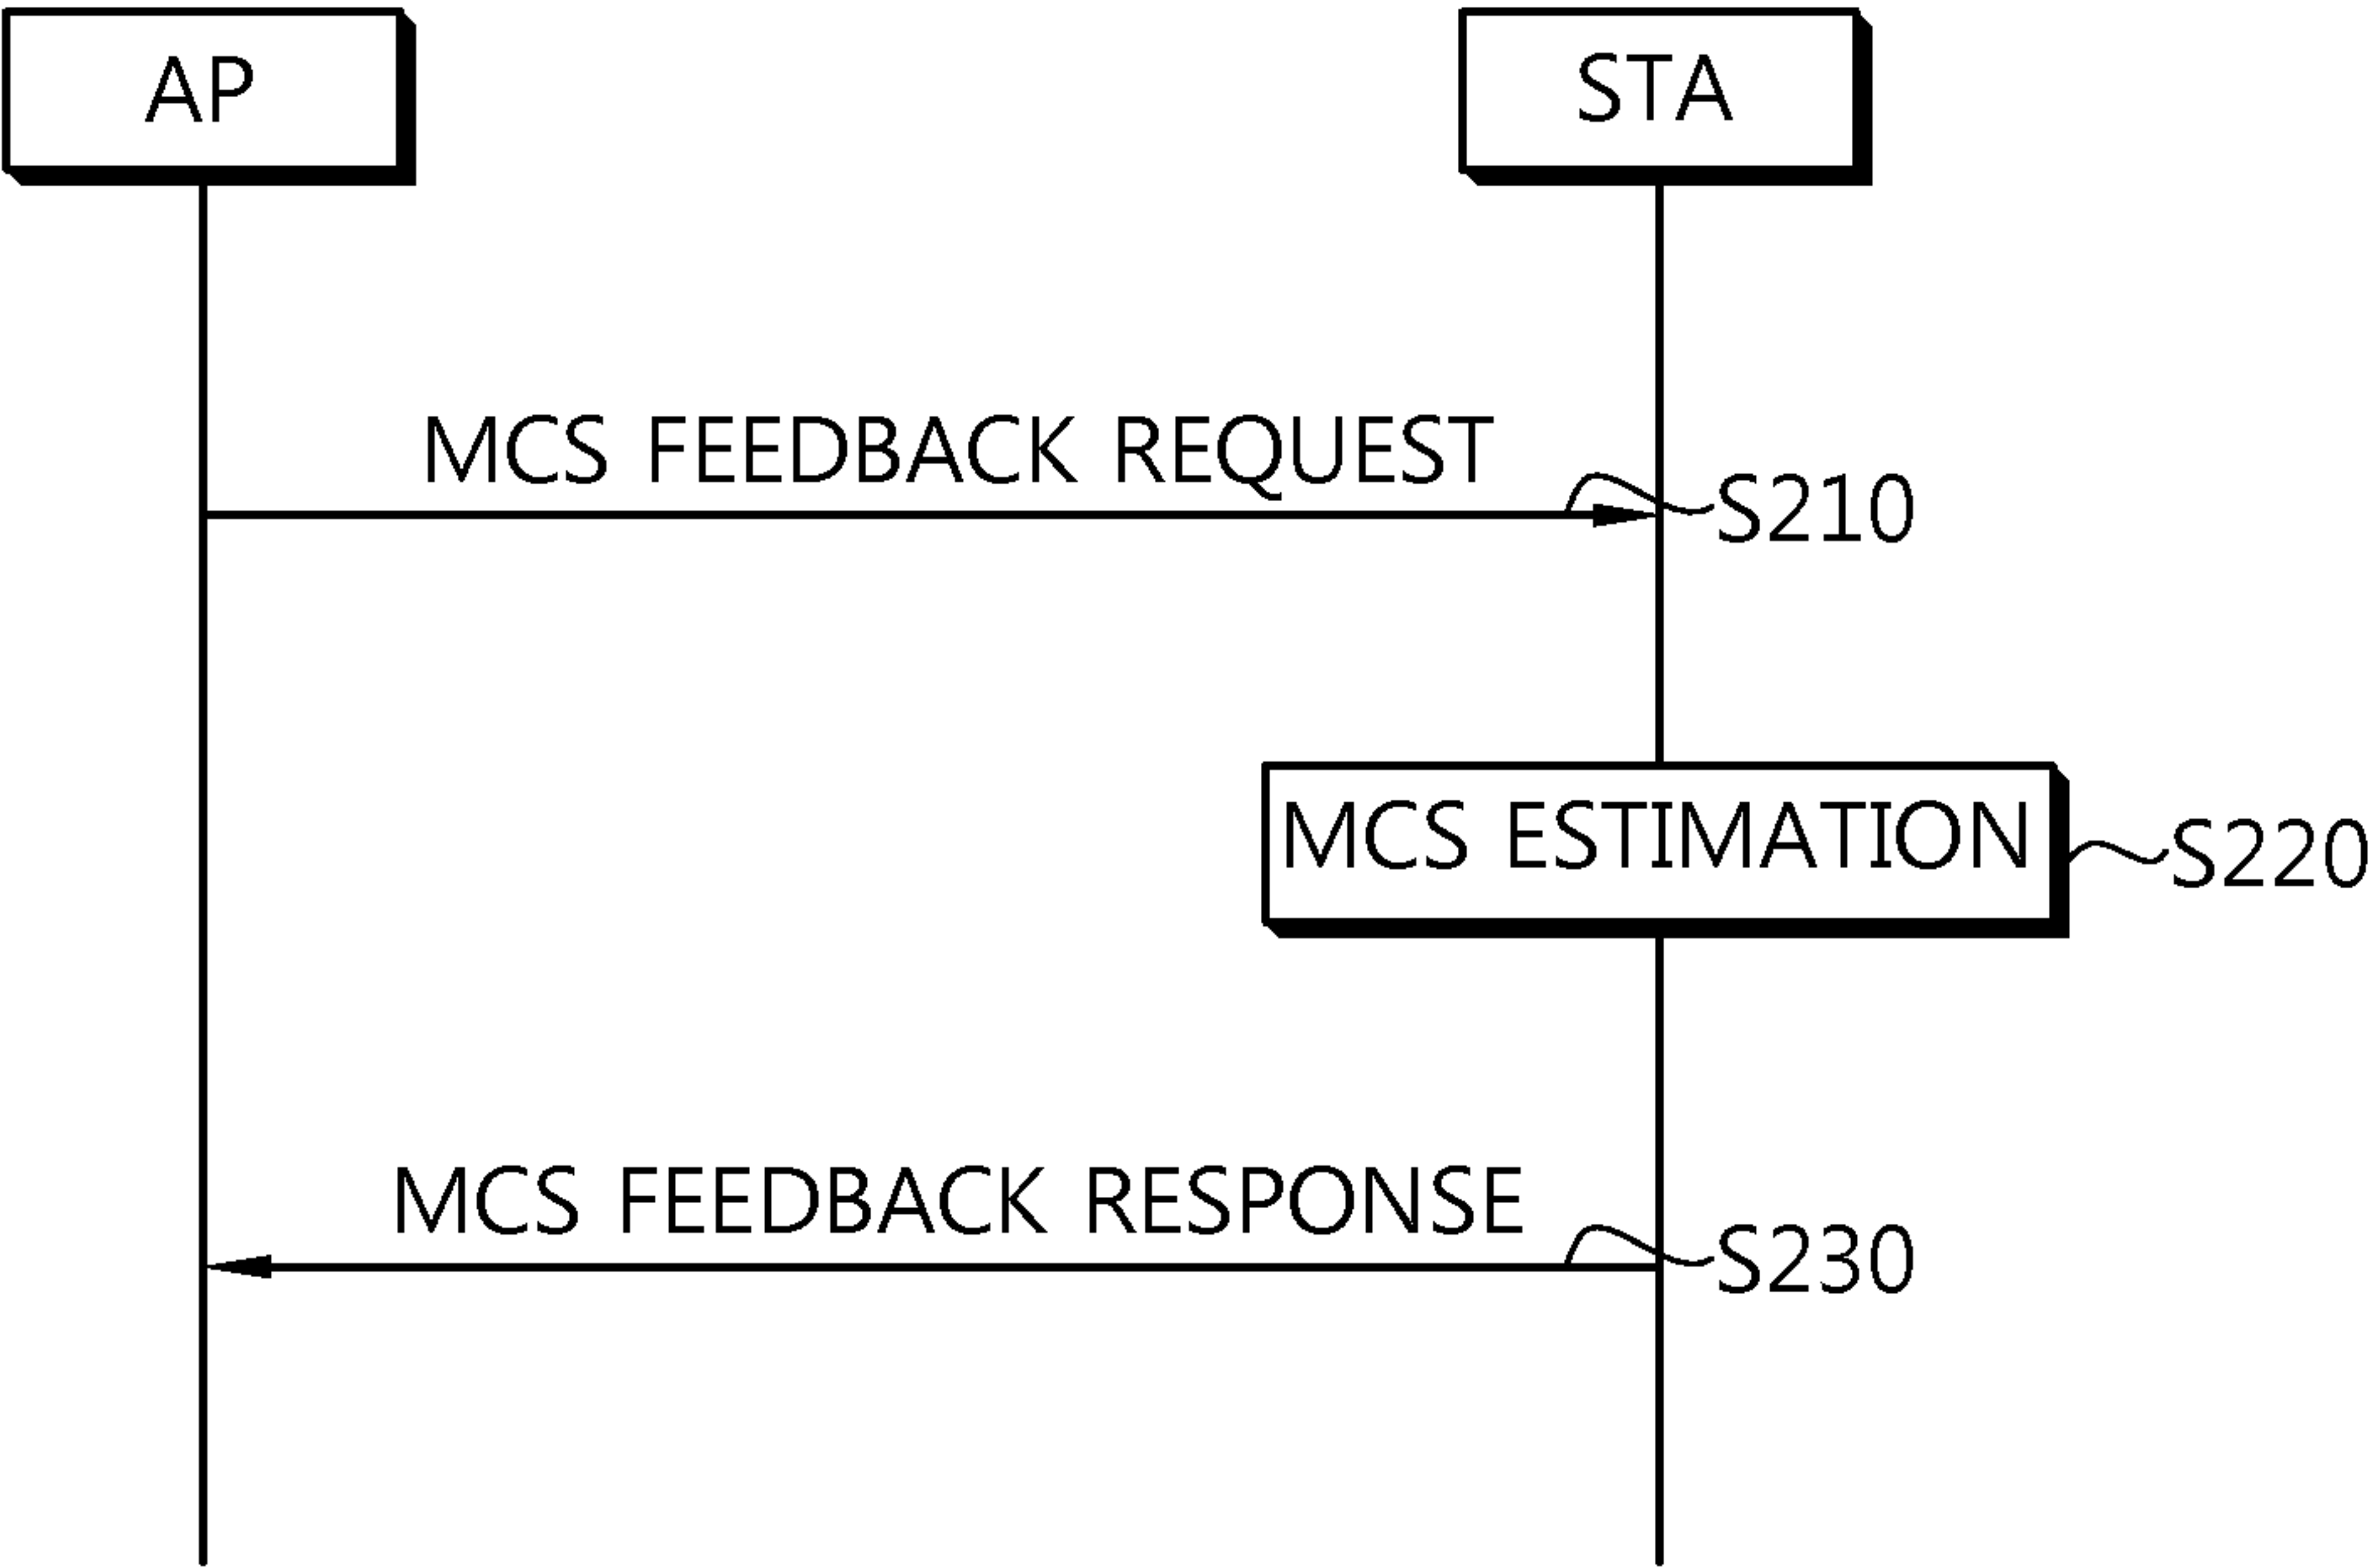 AP
STA
MCS FEEDBACK REQUEST
S210
MCS ESTIMATION
S220
MCS FEEDBACK RESPONSE
S230